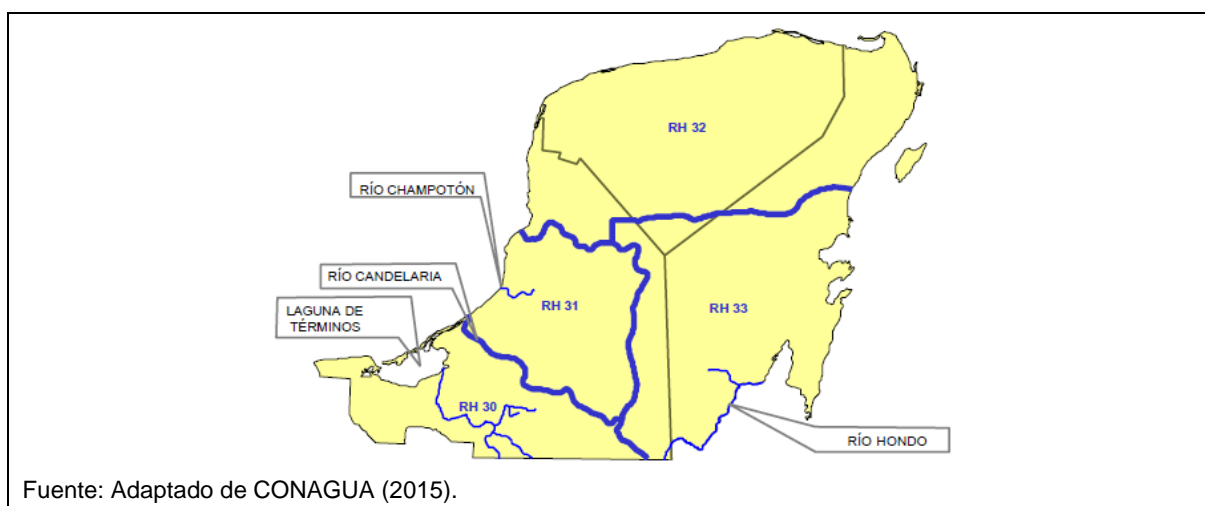 RH 32
RÍO CHAMPOTÓN
RÍO CANDELARIA
LAGUNA DE
TÉRMINOS
RH 31
RH 33
RH 30
RÍO HONDO
Fuente: Adaptado de CONAGUA (2015).